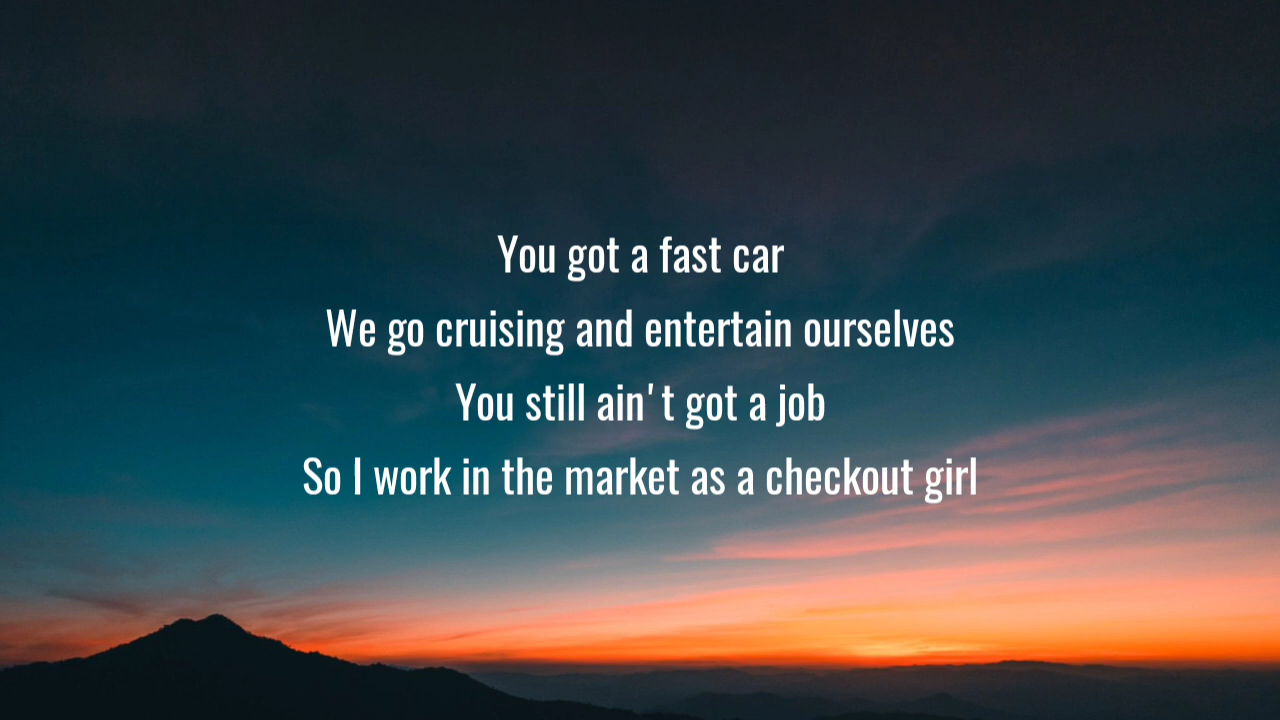 You got a fast car
We go cruising and entertain ourselves
You still ain't got a job
So I work in the market as a checkout girl